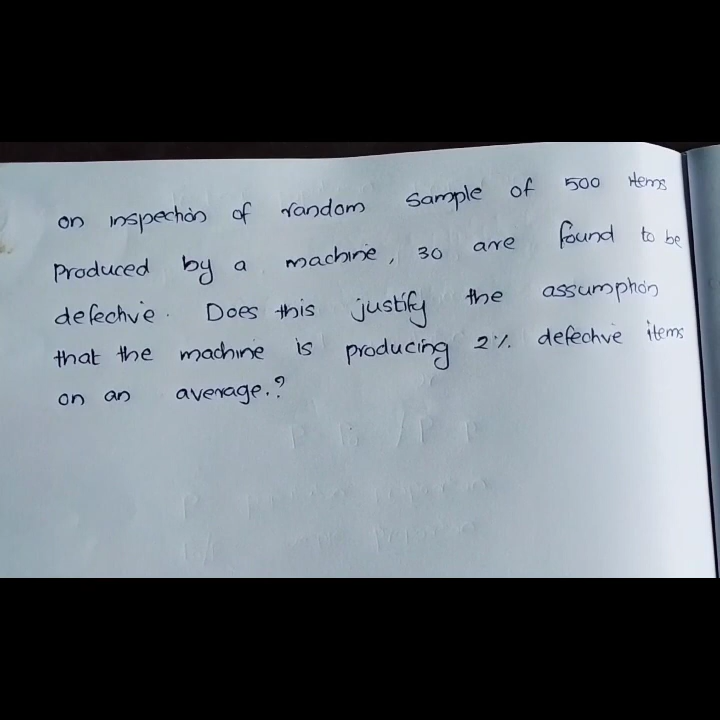 on inspection of random sample of 500 items
produced by a machine, 30 are found to be
defective. Does this justify the assumption
that the machine is producing 2% defective items
on an average.?